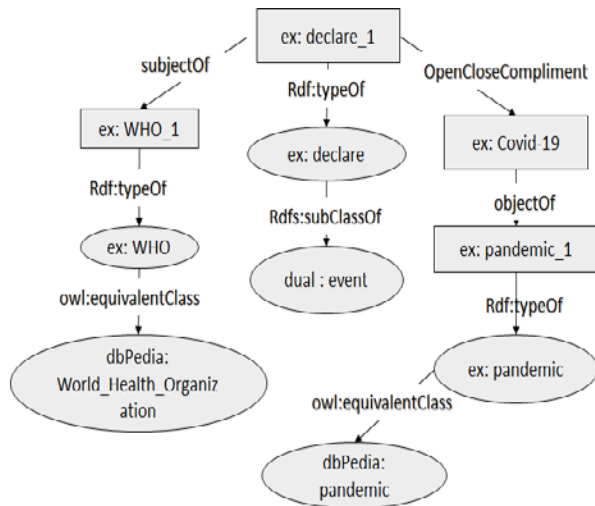 ex: declare_1
subjectOf
OpenCloseCompliment
Rdf:typeOf
ex: WHO_1
ex: declare
ex: Covid-19
Rdf:typeOf
objectOf
Rdfs:subClassOf
ex: WHO
ex: pandemic_1
dual : event
owl:equivalentClass
Rdf:typeOf
dbPedia:
World_Health_Organiz
ation
ex: pandemic
owl:equivalentClass
dbPedia:
pandemic